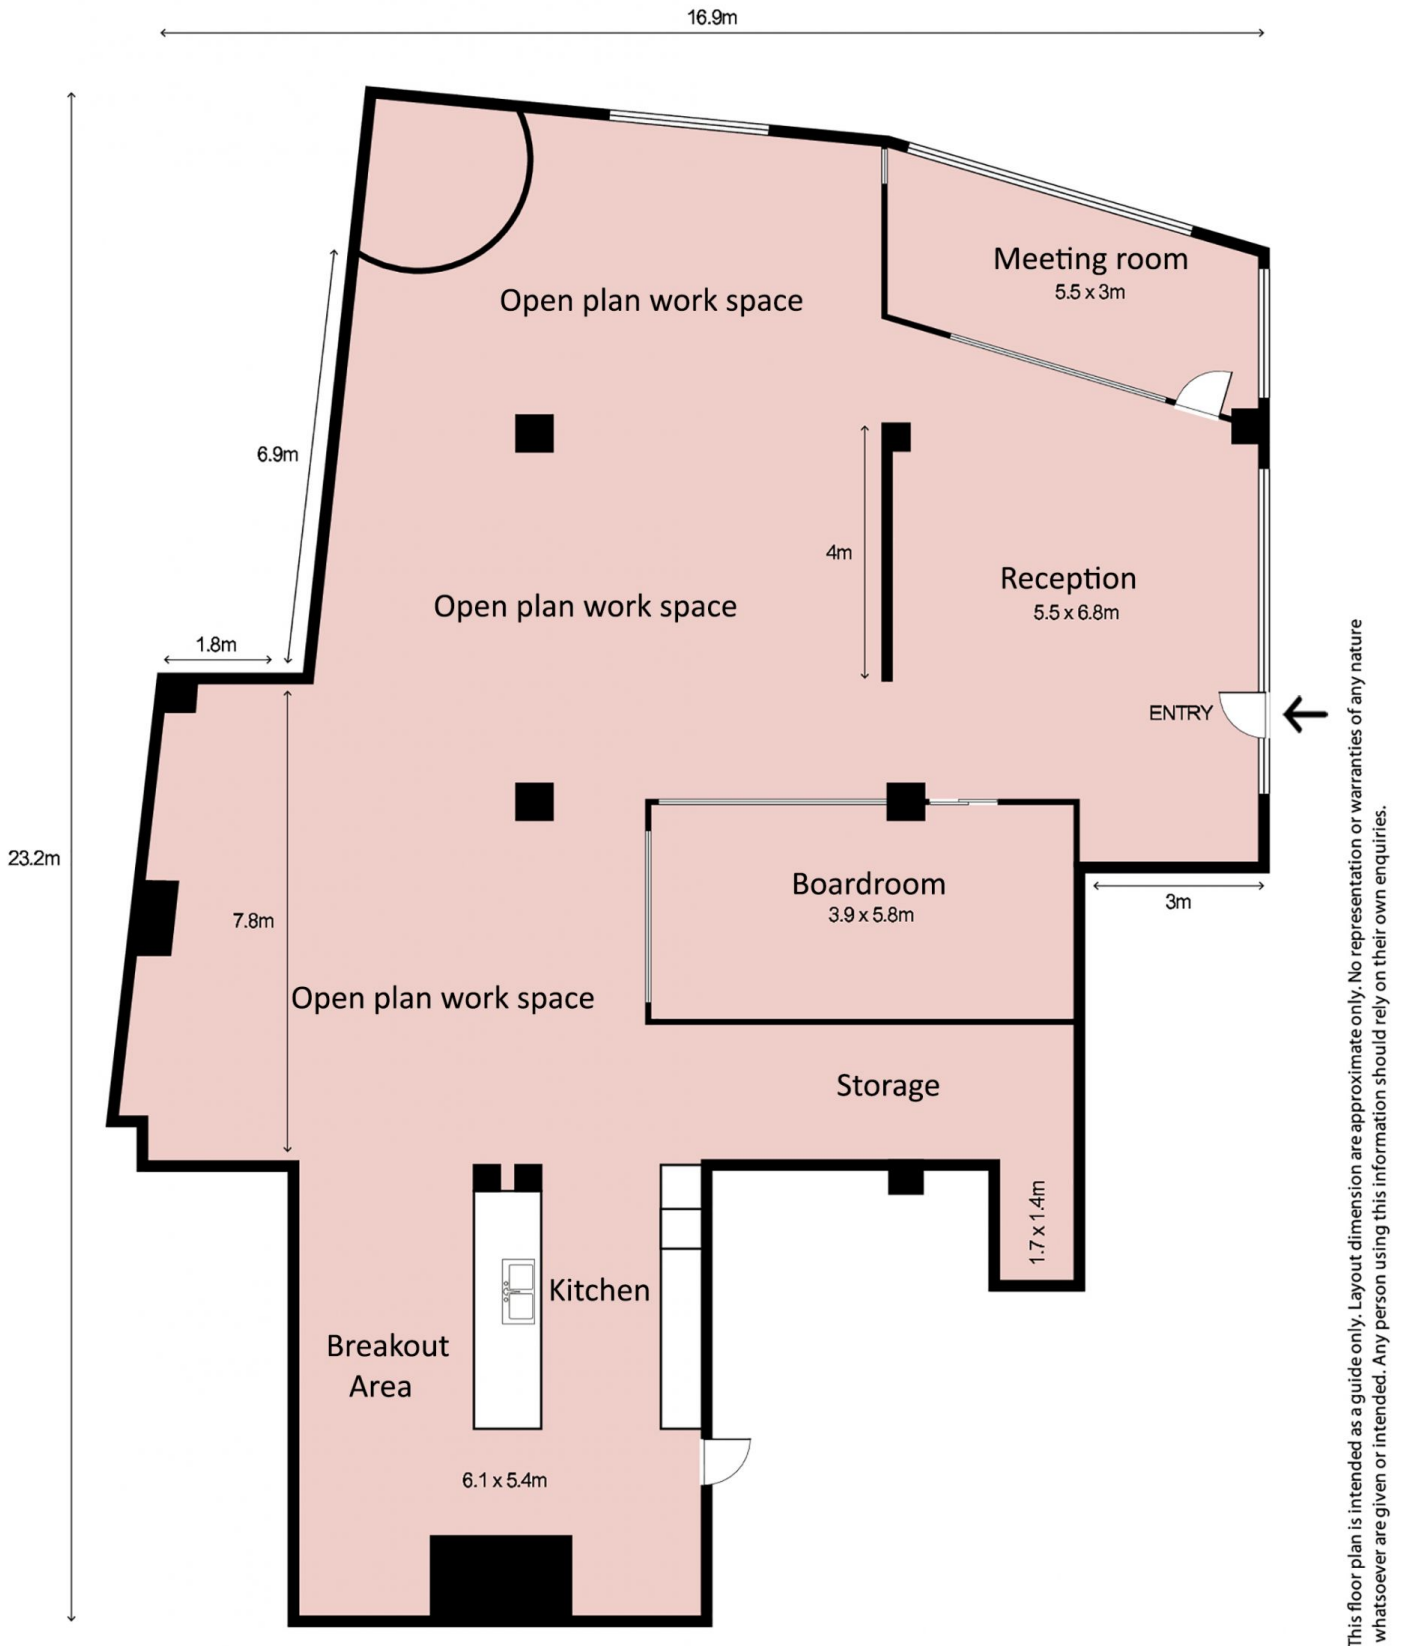 16.9m
Meeting room
5.5 x 3m
Open plan work space
6.9m
4m
Reception
5.5 x 6.8m
Open plan work space
1.8m
ENTRY
23.2m
7.8m
Boardroom
3.9 x 5.8m
3m
Open plan work space
Storage
1.7 x 1.4m
Kitchen
Breakout
Area
6.1 x 5.4m
This floor plan is intended as a guide only. Layout dimension are approximate only. No representation or warranties of any nature
whatsoever are given or intended. Any person using this information should rely on their own enquiries.